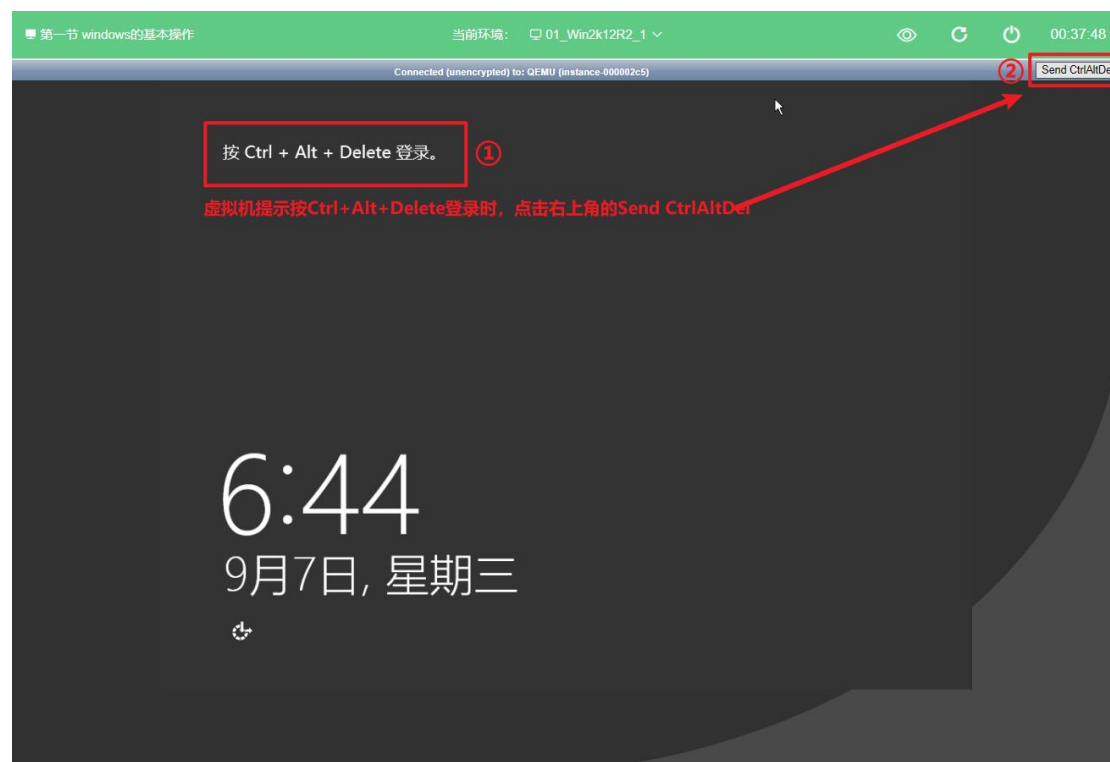 第一节 windows的基本操作
当前环境： 01_Win2k12R2_1
00:37:48
Connected (unencrypted) to: QEMU (instance-000002c5)
② Send CtrlAltDe
按 Ctrl + Alt + Delete 登录。 ①
虚拟机提示按Ctrl+Alt+Delete登录时，点击右上角的Send CtrlAltDel
6:44
9月7日, 星期三